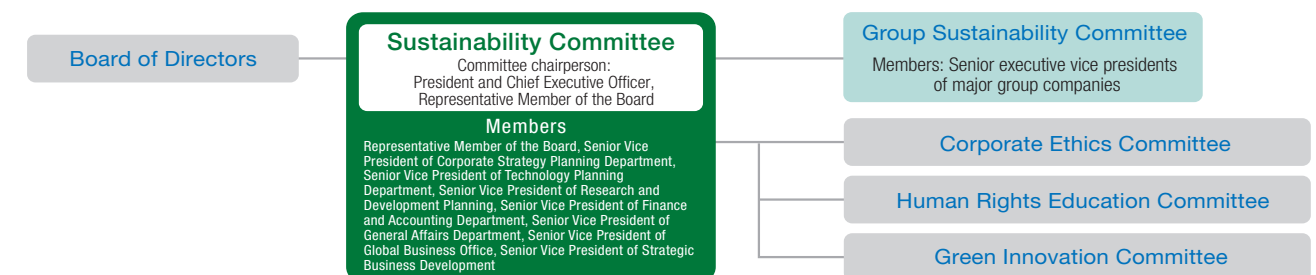 Board of Directors
Sustainability Committee
Committee chairperson:
President and Chief Executive Officer,
Representative Member of the Board
Members
Representative Member of the Board, Senior Vice
President of Corporate Strategy Planning Department,
Senior Vice President of Technology Planning
Department, Senior Vice President of Research and
Development Planning, Senior Vice President of Finance
and Accounting Department, Senior Vice President of
General Affairs Department, Senior Vice President of
Global Business Office, Senior Vice President of Strategic
Business Development
Group Sustainability Committee
Members: Senior executive vice presidents
of major group companies
Corporate Ethics Committee
Human Rights Education Committee
Green Innovation Committee